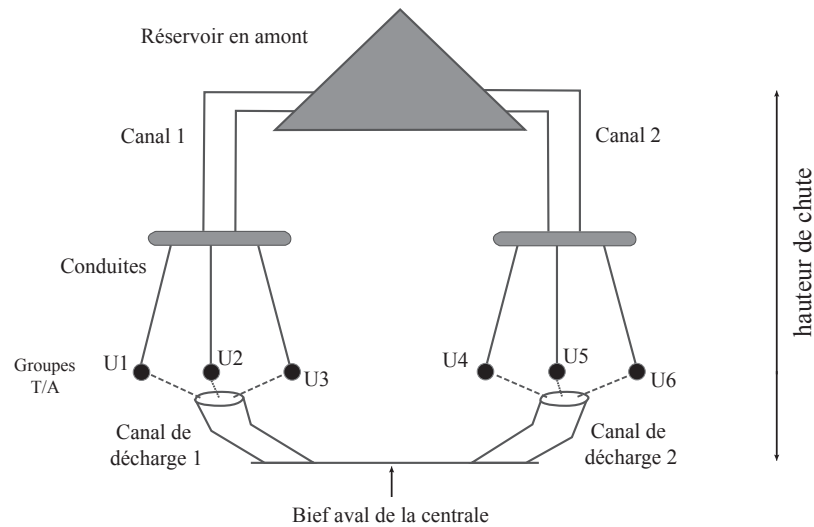 Réservoir en amont
Canal 1
Canal 2
hauteur de chute
Conduites
Groupes
T/A
U1
U2
U3
U4
U5
U6
Canal de
décharge 1
Canal de
décharge 2
Bief aval de la centrale